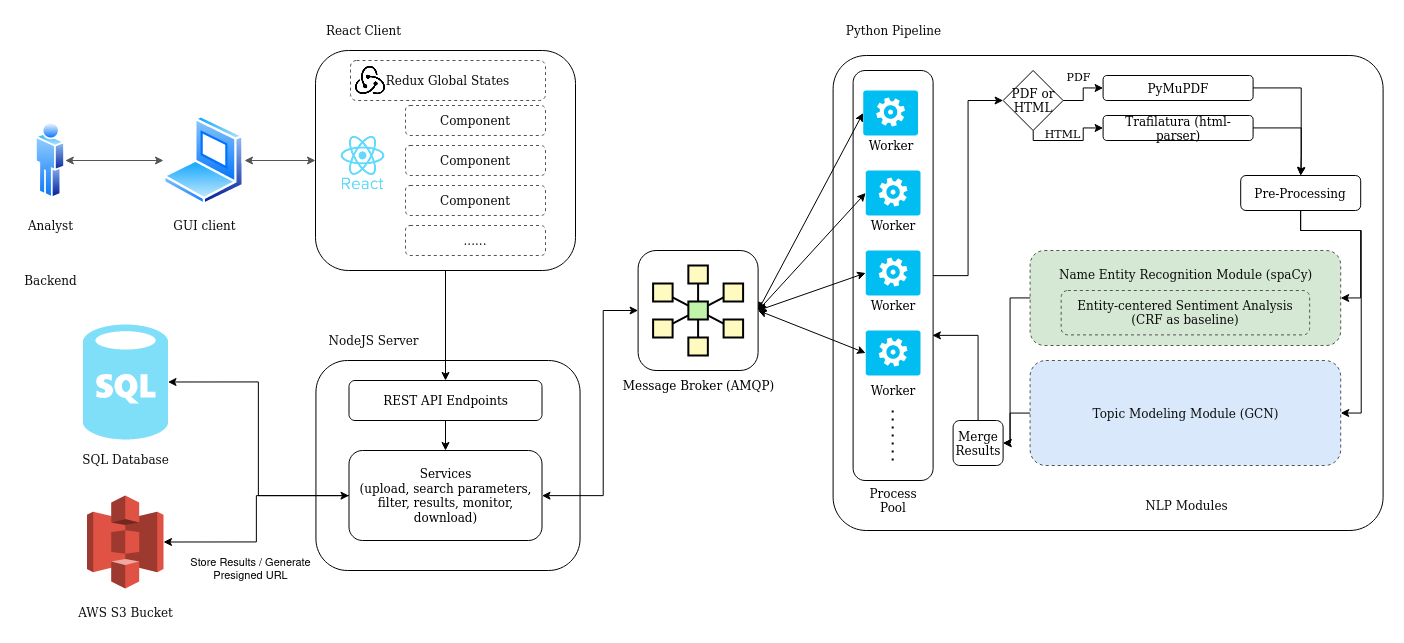 React Client
Redux Global States
Component
React
Component
Component
......
Analyst
GUI client
Backend
NodeJS Server
REST API Endpoints
Services
(upload, search parameters,
filter, results, monitor,
download)
SQL
SQL Database
Store Results / Generate
Presigned URL
AWS S3 Bucket
Message Broker (AMQP)
Python Pipeline
Worker
Worker
Worker
Worker
Process
Pool
PDF or
HTML
PDF
PyMuPDF
HTML
Trafilatura (html-
parser)
Pre-Processing
Name Entity Recognition Module (spaCy)
Entity-centered Sentiment Analysis
(CRF as baseline)
Topic Modeling Module (GCN)
Merge
Results
NLP Modules